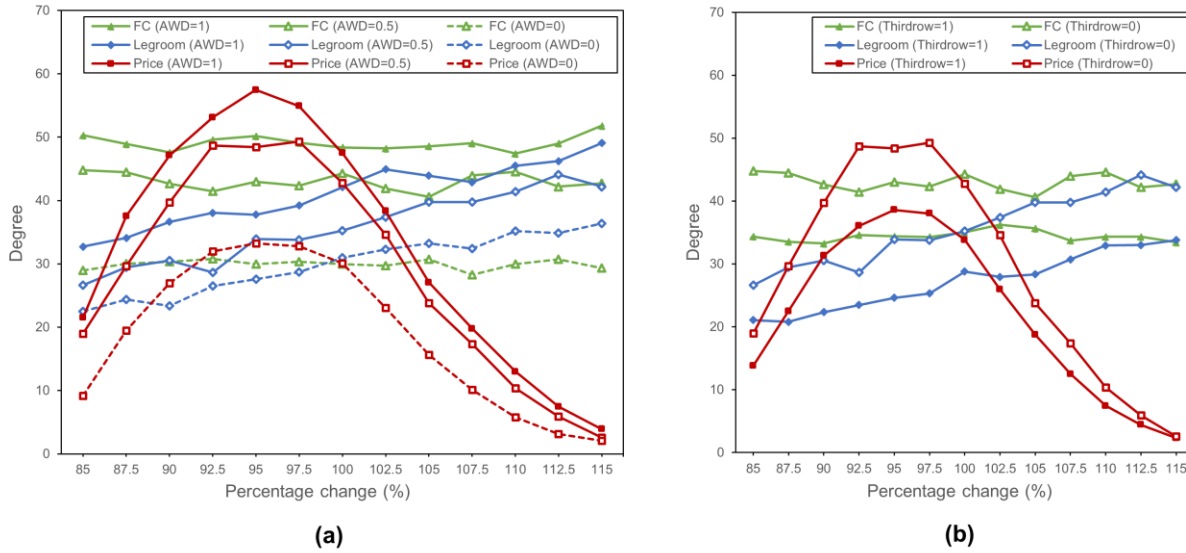 FC (AWD=1) FC (AWD=0.5) FC (AWD=0)
Legroom (AWD=1) Legroom (AWD=0.5) Legroom (AWD=0)
Price (AWD=1) Price (AWD=0.5) Price (AWD=0)
70
60
50
40
30
20
10
0
Degree
85 87.5 90 92.5 95 97.5 100 102.5 105 107.5 110 112.5 115
Percentage change (%)
(a)
FC (Thirdrow=1) FC (Thirdrow=0)
Legroom (Thirdrow=1) Legroom (Thirdrow=0)
Price (Thirdrow=1) Price (Thirdrow=0)
70
60
50
40
30
20
10
0
Degree
85 87.5 90 92.5 95 97.5 100 102.5 105 107.5 110 112.5 115
Percentage change (%)
(b)